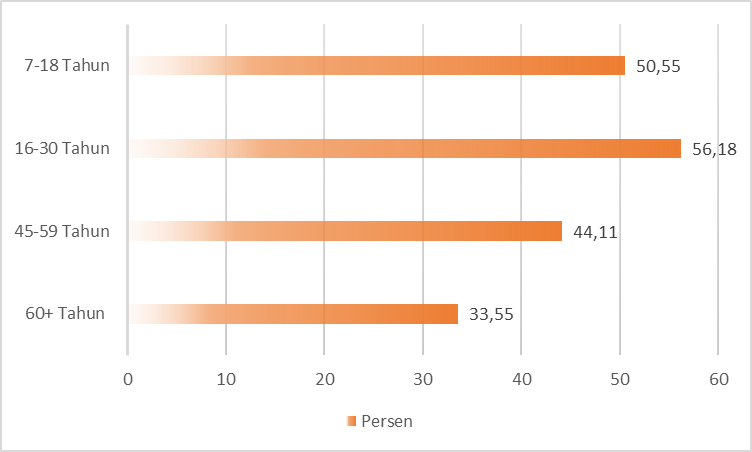 7-18 Tahun
50,55
16-30 Tahun
56,18
45-59 Tahun
44,11
60+ Tahun
33,55
0 10 20 30 40 50 60
Persen